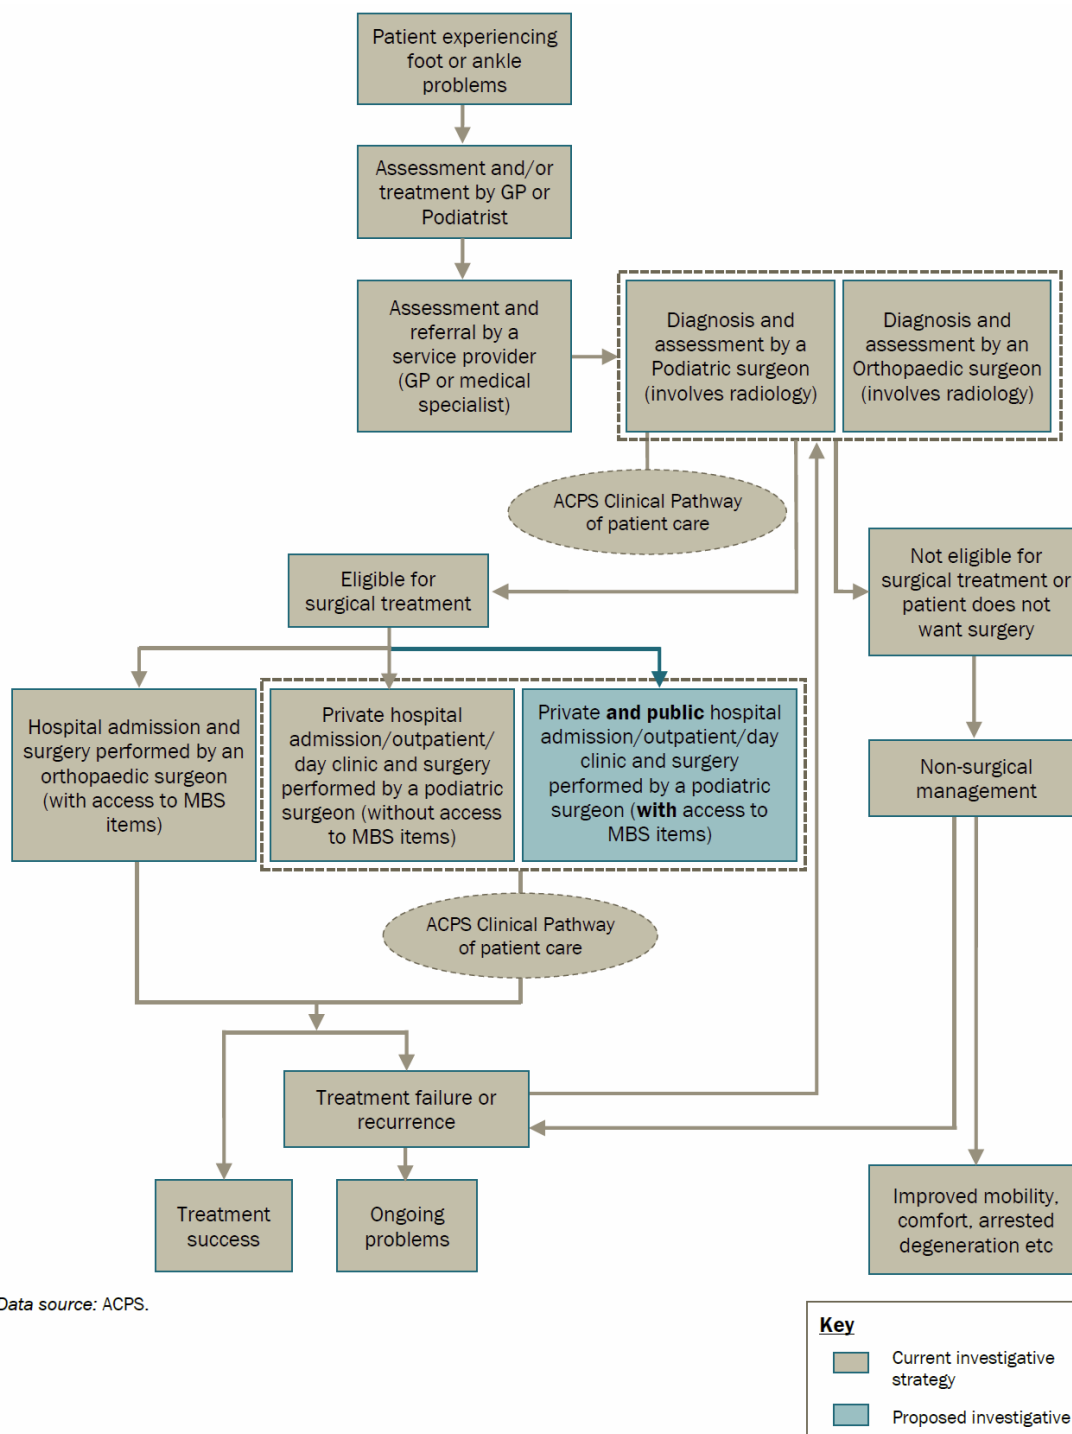 Patient experiencing
foot or ankle
problems
Assessment and/or
treatment by GP or
Podiatrist
Assessment and
referral by a
service provider
(GP or medical
specialist)
Diagnosis and
assessment by a
Podiatric surgeon
(involves radiology)
Diagnosis and
assessment by an
Orthopaedic surgeon
(involves radiology)
ACPS Clinical Pathway
of patient care
Eligible for
surgical treatment
Not eligible for
surgical treatment or
patient does not
want surgery
Hospital admission and
surgery performed by an
orthopaedic surgeon
(with access to MBS
items)
Private hospital
admission/outpatient/
day clinic and surgery
performed by a podiatric
surgeon (without access
to MBS items)
Private and public hospital
admission/outpatient/day
clinic and surgery
performed by a podiatric
surgeon (with access to
MBS items)
Non-surgical
management
ACPS Clinical Pathway
of patient care
Treatment failure or
recurrence
Treatment
success
Ongoing
problems
Improved mobility,
comfort, arrested
degeneration etc
Data source: ACPS.
Key
Current investigative
strategy
Proposed investigative